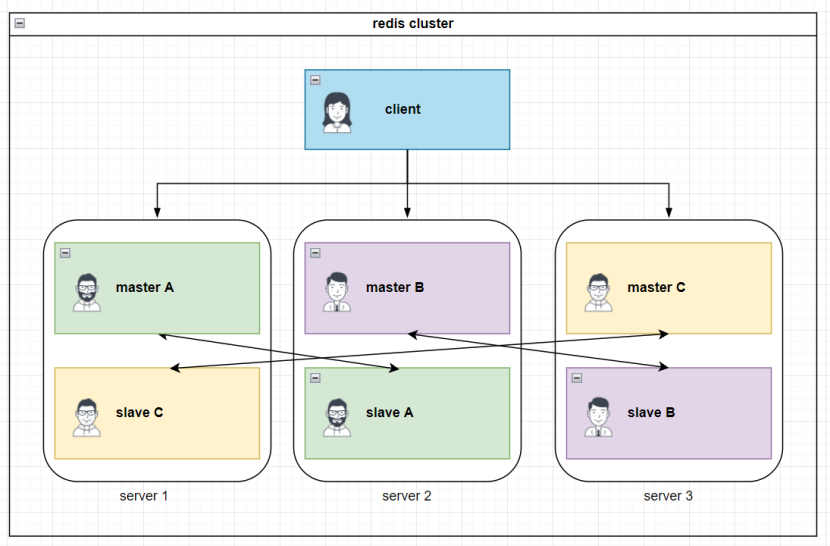 redis cluster
client
master A
master B
master C
slave C
slave A
slave B
server 1
server 2
server 3